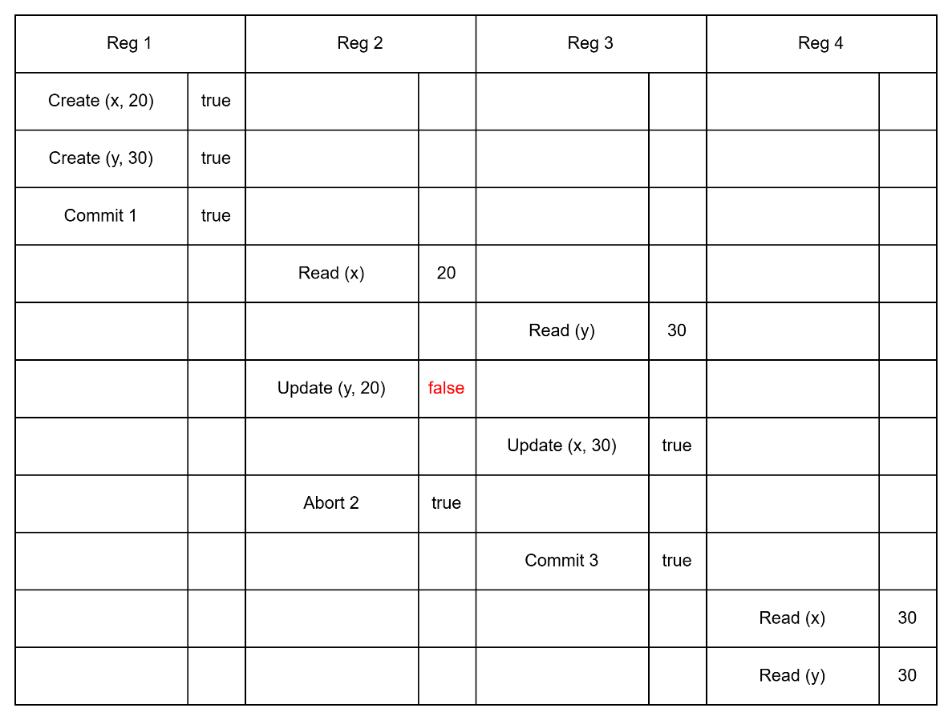 Reg 1 Reg 2 Reg 3 Reg 4
Create (x, 20) true
Create (y, 30) true
Commit 1 true
Read (x) 20
Read (y) 30
Update (y, 20) false
Update (x, 30) true
Abort 2 true
Commit 3 true
Read (x) 30
Read (y) 30